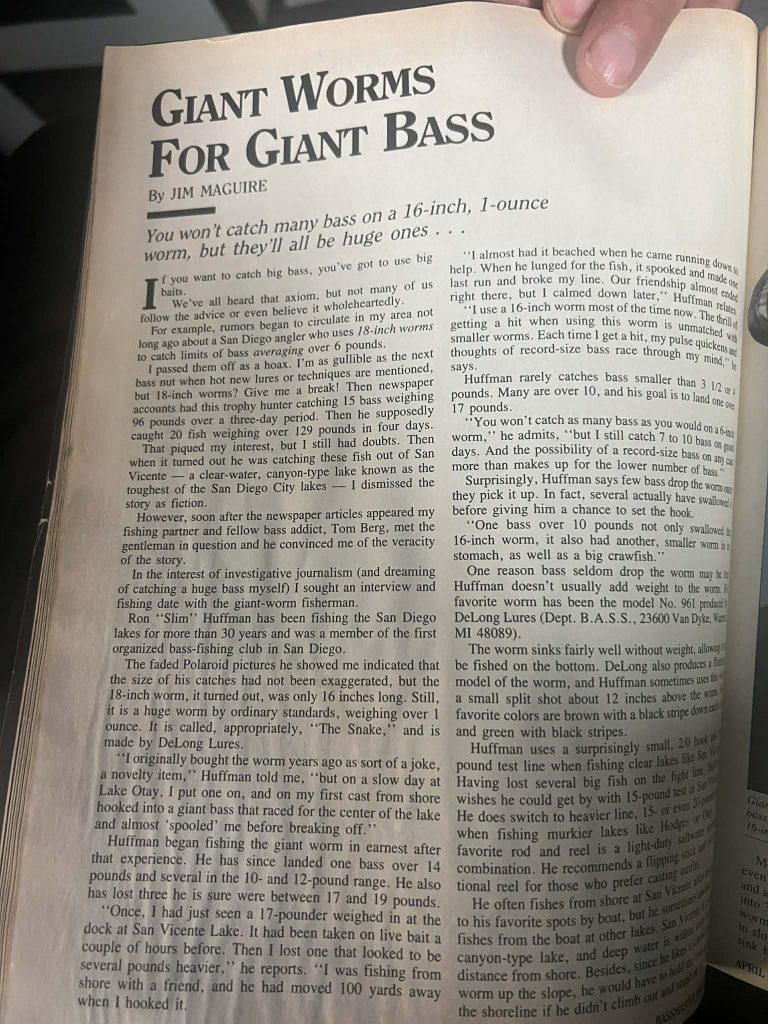 GIANT WORMS
FOR GIANT BASS
By JIM MAGUIRE
You won't catch many bass on a 16-inch, 1-ounce
worm, but they'll all be huge ones . . .
If you want to catch big bass, you've got to use big
baits.
We've all heard that axiom, but not many of us
follow the advice or even believe it wholeheartedly.
For example, rumors began to circulate in my area not
long ago about a San Diego angler who uses 18-inch worms
to catch limits of bass averaging over 6 pounds.
I passed them off as a hoax. I'm as gullible as the next
bass nut when hot new lures or techniques are mentioned,
but 18-inch worms? Give me a break! Then newspaper
accounts had this trophy hunter catching 15 bass weighing
96 pounds over a three-day period. Then he supposedly
caught 20 fish weighing over 129 pounds in four days.
That piqued my interest, but I still had doubts. Then
when it turned out he was catching these fish out of San
Vicente — a clear-water, canyon-type lake known as the
toughest of the San Diego City lakes — I dismissed the
story as fiction.
However, soon after the newspaper articles appeared my
fishing partner and fellow bass addict, Tom Berg, met the
gentleman in question and he convinced me of the veracity
of the story.
In the interest of investigative journalism (and dreaming
of catching a huge bass myself) I sought an interview and
fishing date with the giant-worm fisherman.
Ron "Slim" Huffman has been fishing the San Diego
lakes for more than 30 years and was a member of the first
organized bass-fishing club in San Diego.
The faded Polaroid pictures he showed me indicated that
the size of his catches had not been exaggerated, but the
18-inch worm, it turned out, was only 16 inches long. Still,
it is a huge worm by ordinary standards, weighing over 1
ounce. It is called, appropriately, "The Snake," and is
made by DeLong Lures.
"I originally bought the worm years ago as sort of a joke,
a novelty item," Huffman told me, "but on a slow day at
Lake Otay, I put one on, and on my first cast from shore
hooked into a giant bass that raced for the center of the lake
and almost 'spooled' me before breaking off."
Huffman began fishing the giant worm in earnest after
that experience. He has since landed one bass over 14
pounds and several in the 10- and 12-pound range. He also
has lost three he is sure were between 17 and 19 pounds.
"Once, I had just seen a 17-pounder weighed in at the
dock at San Vicente Lake. It had been taken on live bait a
couple of hours before. Then I lost one that looked to be
several pounds heavier," he reports. "I was fishing from
shore with a friend, and he had moved 100 yards away
when I hooked it.
"I almost had it beached when he came running down to
help. When he lunged for the fish, it spooked and made one
last run and broke my line. Our friendship almost ended
right there, but I calmed down later," Huffman relates.
"I use a 16-inch worm most of the time now. The thrill of
getting a hit when using this worm is unmatched with
smaller worms. Each time I get a hit, my pulse quickens and
thoughts of record-size bass race through my mind," he
says.
Huffman rarely catches bass smaller than 3 1/2 or 4
pounds. Many are over 10, and his goal is to land one over
17 pounds.
"You won't catch as many bass as you would on a 6-inch
worm," he admits, "but I still catch 7 to 10 bass on good
days. And the possibility of a record-size bass on any cast
more than makes up for the lower number of bass."
Surprisingly, Huffman says few bass drop the worm once
they pick it up. In fact, several actually have swallowed it
before giving him a chance to set the hook.
"One bass over 10 pounds not only swallowed the
16-inch worm, it also had another, smaller worm in its
stomach, as well as a big crawfish."
One reason bass seldom drop the worm may be that
Huffman doesn't usually add weight to the worm. His
favorite worm has been the model No. 961 produced by
DeLong Lures (Dept. B.A.S.S., 23600 Van Dyke, Warren
MI 48089).
The worm sinks fairly well without weight, allowing it to
be fished on the bottom. DeLong also produces a floating
model of the worm, and Huffman sometimes uses this with
a small split shot about 12 inches above the worm. His
favorite colors are brown with a black stripe down each side
and green with black stripes.
Huffman uses a surprisingly small, 2/0 hook and
pound test line when fishing clear lakes like San Vicente.
Having lost several big fish on the light line,
wishes he could get by with 15-pound test in San Vicente.
He does switch to heavier line, 15- or even 20-pound
when fishing murkier lakes like Hodges or Otay.
favorite rod and reel is a light-duty saltwater
combination. He recommends a flipping stick and
tional reel for those who prefer casting outfits.
He often fishes from shore at San Vicente after
to his favorite spots by boat, but he sometimes
fishes from the boat at other lakes. San Vicente is a
canyon-type lake, and deep water is within
distance from shore. Besides, since he likes to
worm up the slope, he would have to hold
the shoreline if he didn't climb out and stand
BASSMASTER
Gian
bass
16-in
M
even
and a
into
worm
in slo
sink
APRIL